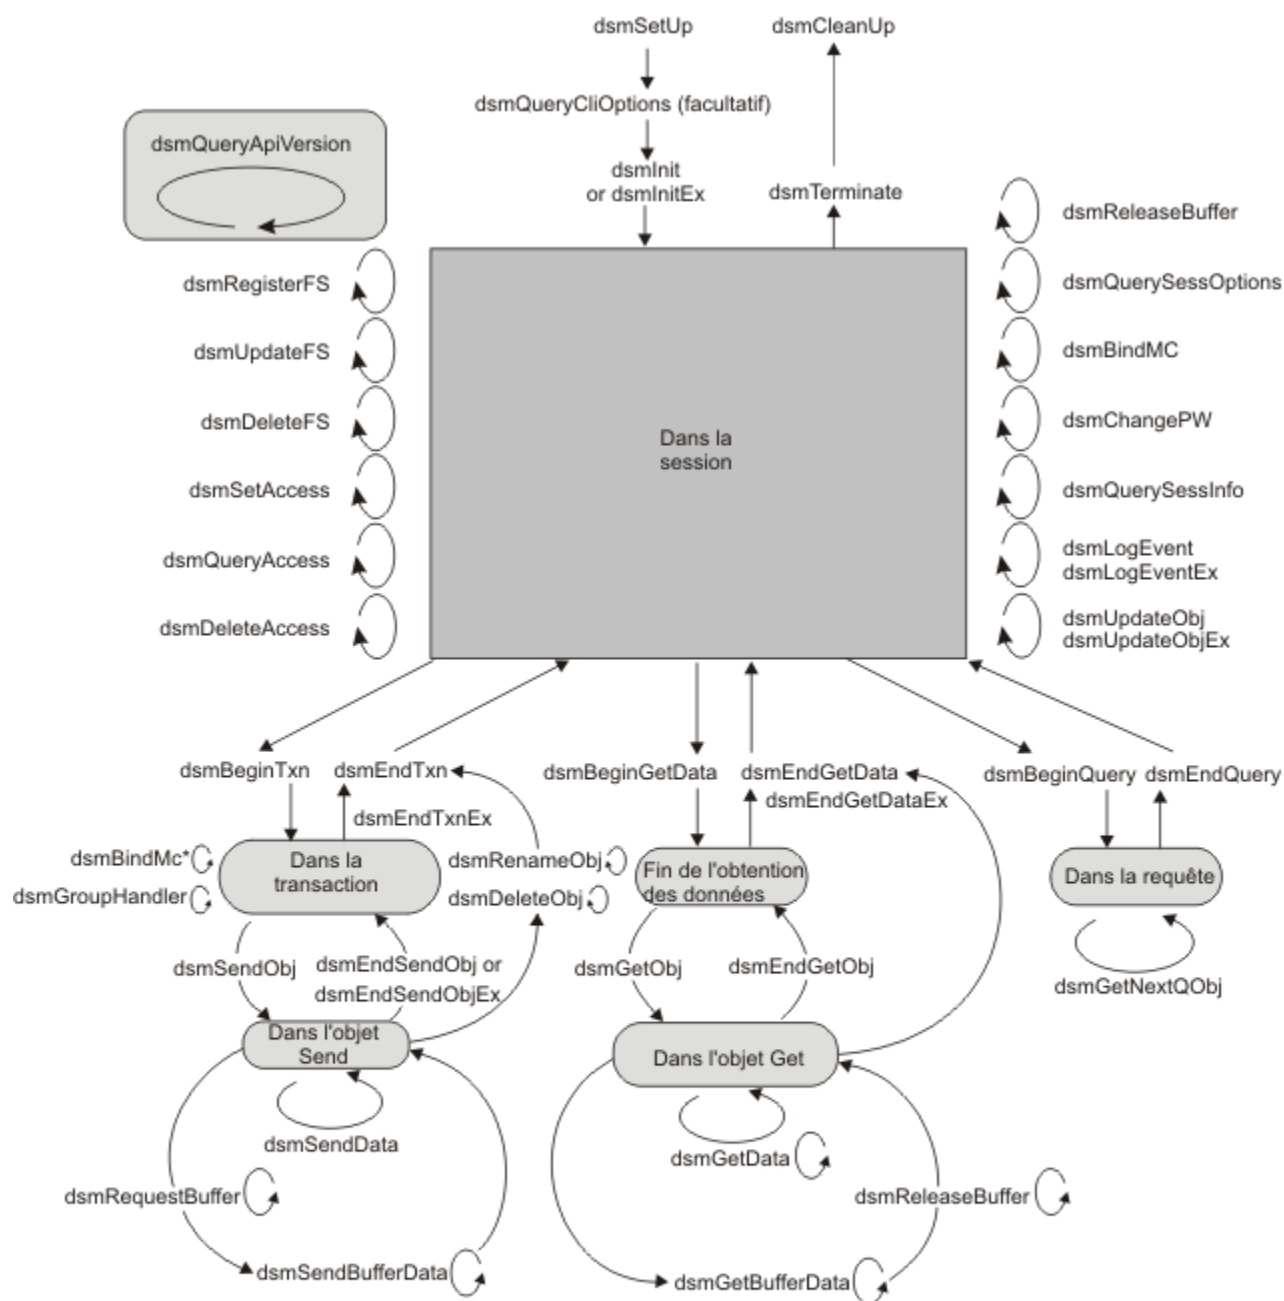 dsmSetUp
dsmCleanUp
dsmQueryCliOptions (facultatif)
dsmQueryApiVersion
dsmInit
or dsmInitEx
dsmTerminate
dsmReleaseBuffer
dsmRegisterFS
dsmQuerySessOptions
dsmUpdateFS
dsmBindMC
dsmDeleteFS
dsmChangePW
Dans la
session
dsmSetAccess
dsmQuerySessInfo
dsmQueryAccess
dsmLogEvent
dsmLogEventEx
dsmDeleteAccess
dsmUpdateObj
dsmUpdateObjEx
dsmBeginTxn
dsmEndTxn
dsmBeginGetData
dsmEndGetData
dsmBeginQuery
dsmEndQuery
dsmEndTxnEx
dsmEndGetDataEx
dsmBindMc*
Dans la
transaction
dsmRenameObj
Fin de l'obtention
des données
Dans la requête
dsmGroupHandler
dsmDeleteObj
dsmSendObj
dsmEndSendObj or
dsmEndSendObjEx
dsmGetObj
dsmEndGetObj
dsmGetNextQObj
Dans l'objet
Send
Dans l'objet Get
dsmSendData
dsmGetData
dsmRequestBuffer
dsmReleaseBuffer
dsmSendBufferData
dsmGetBufferData